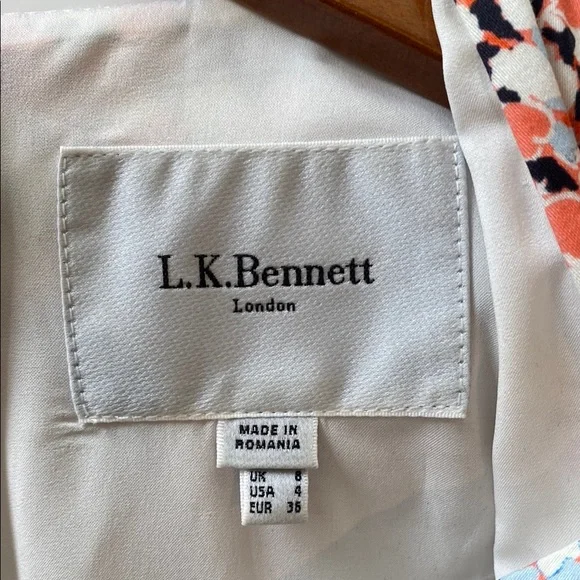 L.K.Bennett
London
MADE IN
ROMANIA
UK 8
USA 4
EUR 36